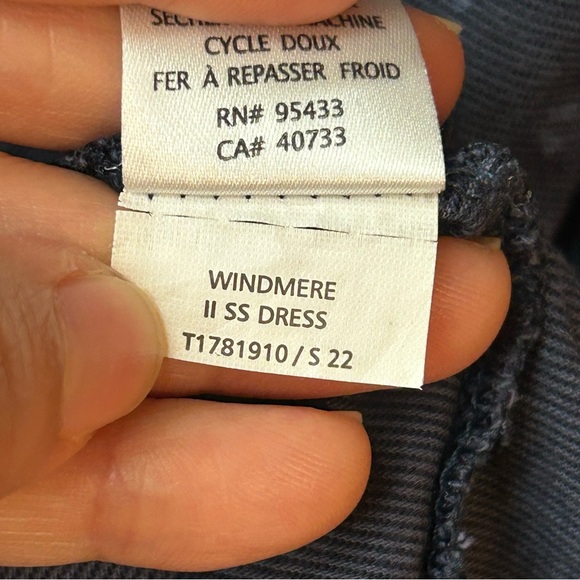 CYCLE DOUX
FER À REPASSER FROID
RN# 95433
CA# 40733
WINDMERE
II SS DRESS
T1781910 / S 22